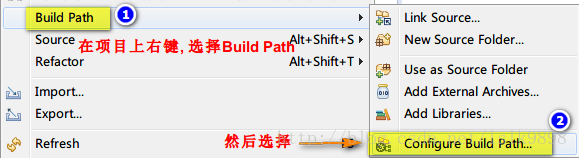 Build Path 1
Link Source...
New Source Folder...
Source Alt+Shift+S
在项目上右键,选择Build Path
Refactor Alt+Shift+T
Use as Source Folder
Import...
Add External Archives...
Export...
Add Libraries...
2
Refresh
然后选择
Configure Build Path...